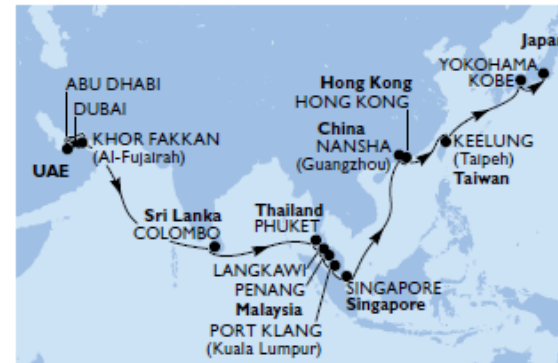 ABU DHABI
DUBAI
KHOR FAKKAN
(Al-Fujairah)
UAE
Sri Lanka
COLOMBO
Thailand
PHUKET
LANGKAWI
PENANG
Malaysia
PORT KLANG
(Kuala Lumpur)
SINGAPORE
Singapore
Hong Kong
HONG KONG
China
NANSHA
(Guangzhou)
KEELUNG
(Taipeh)
Taiwan
Japa
YOKOHAMA
KOBE